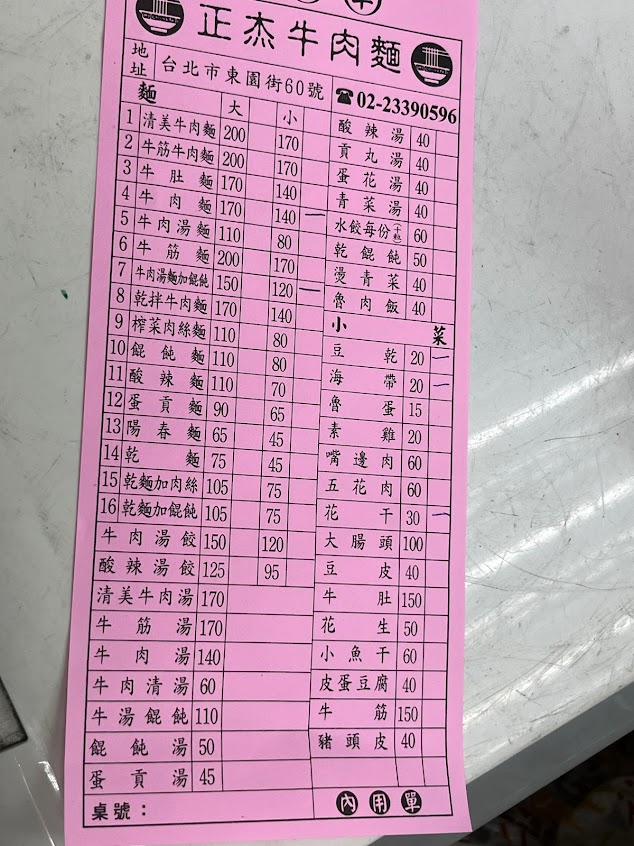 正杰牛肉麵
地址 台北市東園街60號 ☎02-23390596
麵 大 小
1 清美牛肉麵 200 170
2 牛筋牛肉麵 200 170
3 牛肚麵 170 140
4 牛肉麵 170 140 一
5 牛肉湯麵 110 80
6 牛筋麵 200 170
7 牛肉湯麵加餛飩 150 120 一
8 乾拌牛肉麵 170 140
9 榨菜肉絲麵 110 80
10 餛飩麵 110 80
11 酸辣麵 110 70
12 蛋貢麵 90 65
13 陽春麵 65 45
14 乾麵 75 45
15 乾麵加肉絲 105 75
16 乾麵加餛飩 105 75
牛肉湯餃 150 120
酸辣湯餃 125 95
清美牛肉湯 170
牛筋湯 170
牛肉湯 140
牛肉清湯 60
牛湯餛飩 110
餛飩湯 50
蛋貢湯 45
桌號：
酸辣湯 40
貢丸湯 40
蛋花湯 40
青菜湯 40
水餃每份(十粒) 60
乾餛飩 50
燙青菜 40
魯肉飯 40
小菜
豆乾 20 一
海帶 20 一
魯蛋 15
素雞 20
嘴邊肉 60
五花肉 60
花干 30 一
大腸頭 100
豆皮 40
牛肚 150
花生 50
小魚干 60
皮蛋豆腐 40
牛筋 150
豬頭皮 40
內用單